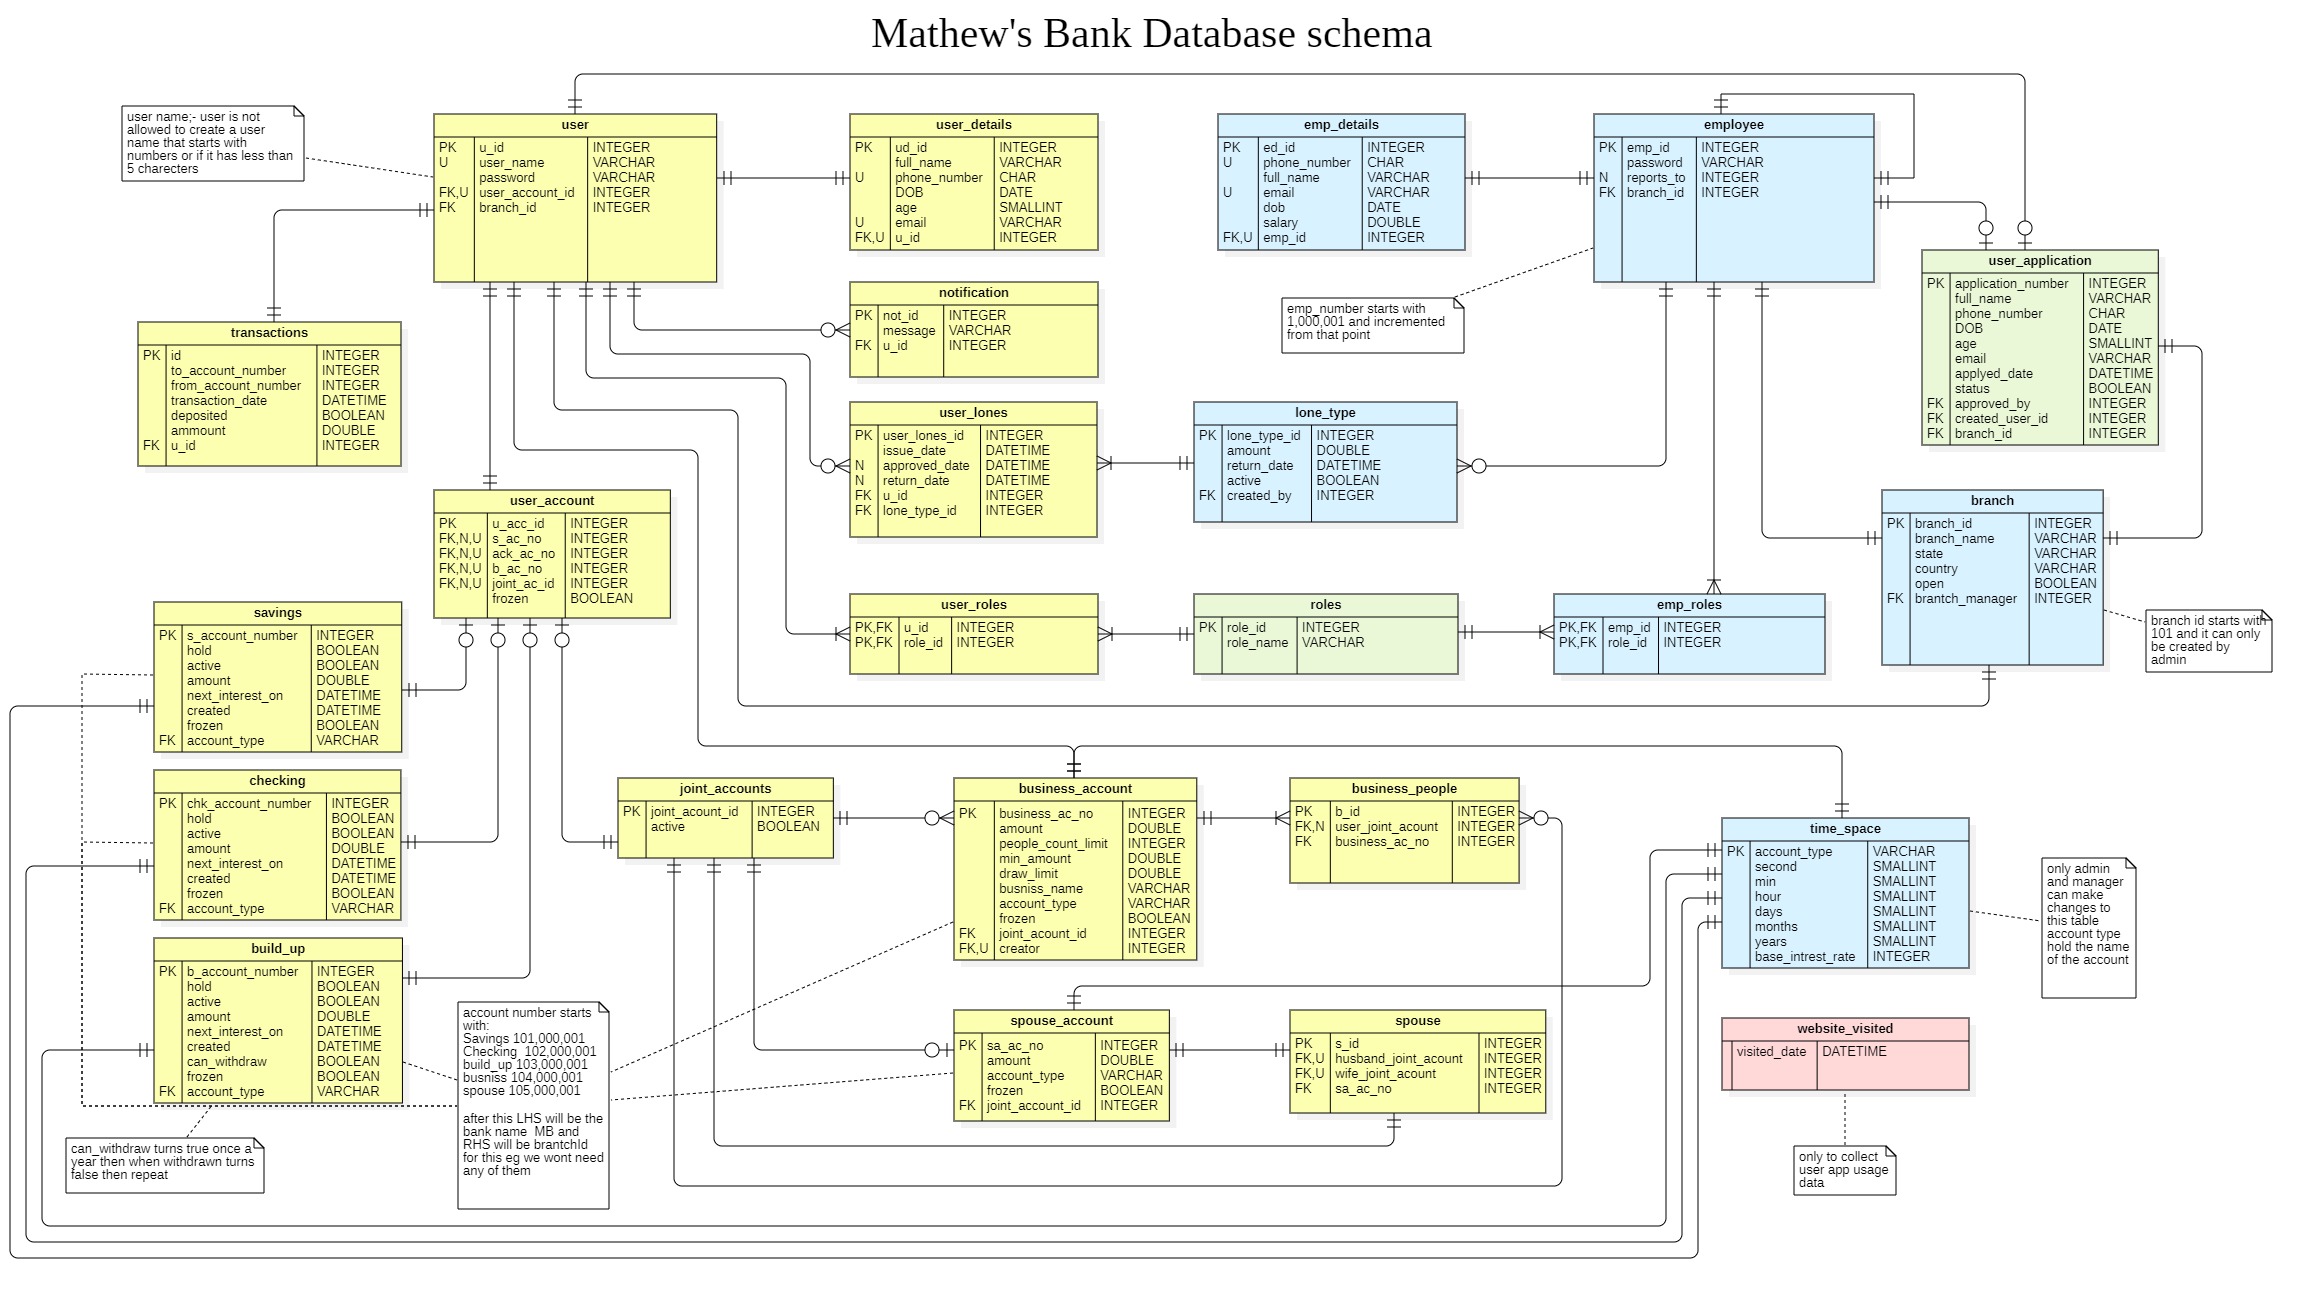 Mathew's Bank Database schema
user name;- user is not
allowed to create a user
name that starts with
numbers or if it has less than
5 charecters
user
PK u_id INTEGER
U user_name VARCHAR
password VARCHAR
FK,U user_account_id INTEGER
FK branch_id INTEGER
user_details
PK ud_id INTEGER
full_name VARCHAR
U phone_number CHAR
DOB DATE
age SMALLINT
U email VARCHAR
FK,U u_id INTEGER
emp_details
PK ed_id INTEGER
U phone_number CHAR
full_name VARCHAR
U email VARCHAR
dob DATE
salary DOUBLE
FK,U emp_id INTEGER
employee
PK emp_id INTEGER
password VARCHAR
N reports_to INTEGER
FK branch_id INTEGER
user_application
PK application_number INTEGER
full_name VARCHAR
phone_number CHAR
DOB DATE
age SMALLINT
email VARCHAR
applyed_date DATETIME
status BOOLEAN
FK approved_by INTEGER
FK created_user_id INTEGER
FK branch_id INTEGER
notification
PK not_id INTEGER
message VARCHAR
FK u_id INTEGER
emp_number starts with
1,000,001 and incremented
from that point
transactions
PK id INTEGER
to_account_number INTEGER
from_account_number INTEGER
transaction_date DATETIME
deposited BOOLEAN
ammount DOUBLE
FK u_id INTEGER
user_lones
PK user_lones_id INTEGER
issue_date DATETIME
N approved_date DATETIME
N return_date DATETIME
FK u_id INTEGER
FK lone_type_id INTEGER
lone_type
PK lone_type_id INTEGER
amount DOUBLE
return_date DATETIME
active BOOLEAN
FK created_by INTEGER
user_account
PK u_acc_id INTEGER
FK,N,U s_ac_no INTEGER
FK,N,U ack_ac_no INTEGER
FK,N,U b_ac_no INTEGER
FK,N,U joint_ac_id INTEGER
frozen BOOLEAN
branch
PK branch_id INTEGER
branch_name VARCHAR
state VARCHAR
country VARCHAR
open BOOLEAN
FK brantch_manager INTEGER
branch id starts with
101 and it can only
be created by
admin
user_roles
PK,FK u_id INTEGER
PK,FK role_id INTEGER
roles
PK role_id INTEGER
role_name VARCHAR
emp_roles
PK,FK emp_id INTEGER
PK,FK role_id INTEGER
savings
PK s_account_number INTEGER
hold BOOLEAN
active BOOLEAN
amount DOUBLE
next_interest_on DATETIME
created DATETIME
frozen BOOLEAN
FK account_type VARCHAR
checking
PK chk_account_number INTEGER
hold BOOLEAN
active BOOLEAN
amount DOUBLE
next_interest_on DATETIME
created DATETIME
frozen BOOLEAN
FK account_type VARCHAR
joint_accounts
PK joint_acount_id INTEGER
active BOOLEAN
business_account
PK business_ac_no INTEGER
amount DOUBLE
people_count_limit INTEGER
min_amount DOUBLE
draw_limit DOUBLE
busniss_name VARCHAR
account_type VARCHAR
frozen BOOLEAN
FK joint_acount_id INTEGER
FK,U creator INTEGER
business_people
PK b_id INTEGER
FK,N user_joint_acount INTEGER
FK business_ac_no INTEGER
time_space
PK account_type VARCHAR
second SMALLINT
min SMALLINT
hour SMALLINT
days SMALLINT
months SMALLINT
years SMALLINT
base_intrest_rate INTEGER
only admin
and manager
can make
changes to
this table
account type
hold the name
of the account
build_up
PK b_account_number INTEGER
hold BOOLEAN
active BOOLEAN
amount DOUBLE
next_interest_on DATETIME
created DATETIME
can_withdraw BOOLEAN
frozen BOOLEAN
FK account_type VARCHAR
account number starts
with:
Savings 101,000,001
Checking 102,000,001
build_up 103,000,001
busniss 104,000,001
spouse 105,000,001
after this LHS will be the
bank name MB and
RHS will be brantchId
for this eg we wont need
any of them
spouse_account
PK sa_ac_no INTEGER
amount DOUBLE
account_type VARCHAR
frozen BOOLEAN
FK joint_account_id INTEGER
spouse
PK s_id INTEGER
FK,U husband_joint_acount INTEGER
FK,U wife_joint_acount INTEGER
FK sa_ac_no INTEGER
website_visited
visited_date DATETIME
can_withdraw turns true once a
year then when withdrawn turns
false then repeat
only to collect
user app usage
data